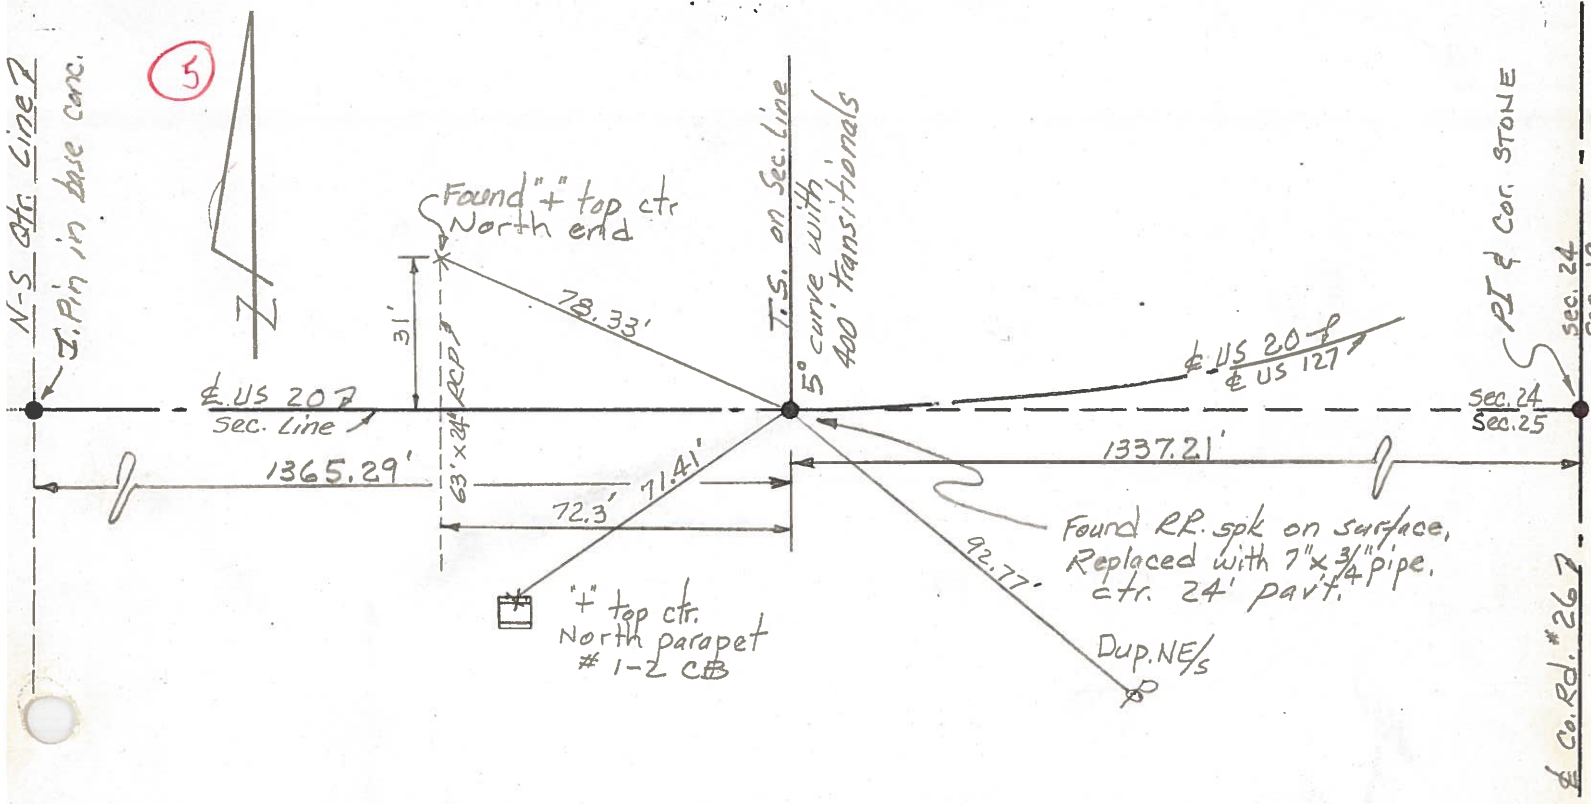 5
N-S Qtr. Line
I. Pin in base conc.
Found "+" top ctr
North end
78.33'
31'
63' x 24" RCP
T.S. on Sec. Line
5° curve with
400' transitionals
PI & Cor. STONE
Sec. 24
℄ US 20
℄ US 127
℄ US 20
Sec. Line
Sec. 24
Sec. 25
1365.29'
71.41'
1337.21'
72.3'
92.77'
Found RR. spk on surface,
Replaced with 7" x 3/4" pipe,
ctr. 24' pav't.
"+" top ctr.
North parapet
# 1-2 CB
Dup. NE/s
℄ Co. Rd. #26